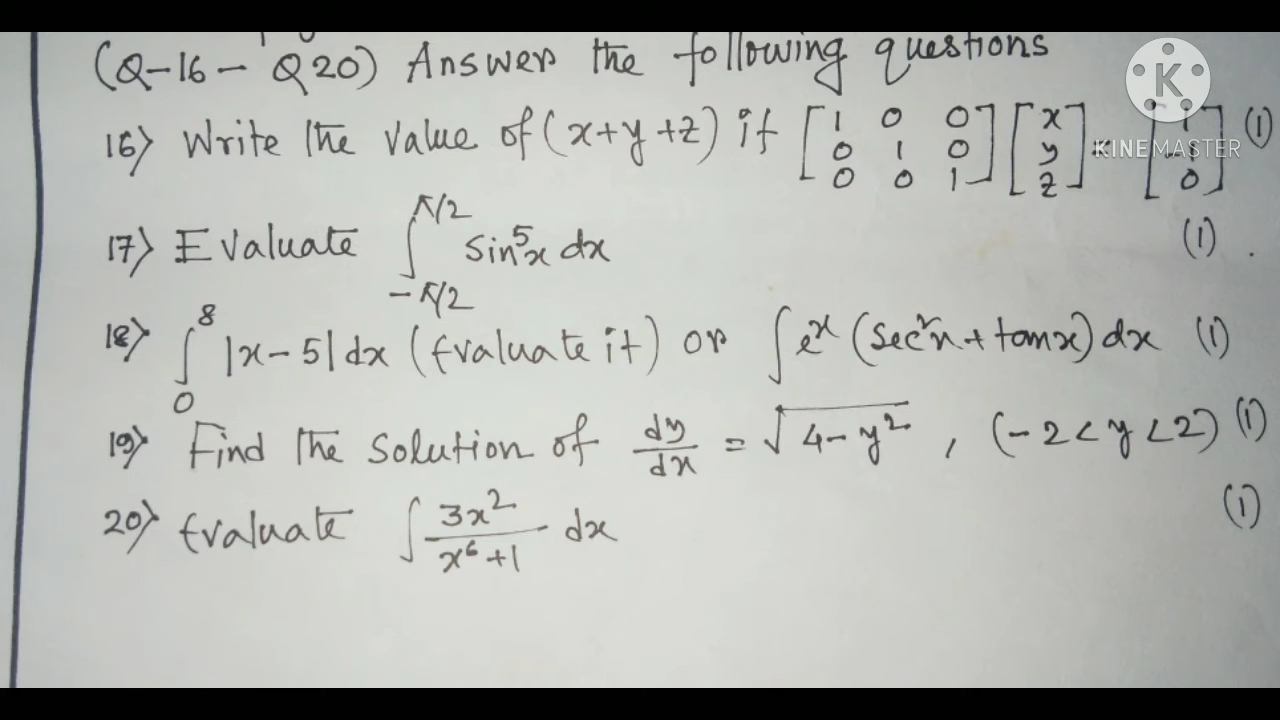 (Q-16 - Q20) Answer the following questions
16) Write the value of (x+y+z) if [1 0 0 / 0 1 0 / 0 0 1] [x / y / z] = [1 / -1 / 0] (1)
KINEMASTER
17) Evaluate ∫_{-π/2}^{π/2} sin⁵x dx (1)
18) ∫_0^8 |x-5| dx (Evaluate it) or ∫ eˣ (sec²x + tanx) dx (1)
19) Find the solution of dy/dx = √(4-y²), (-2<y<2) (1)
20) Evaluate ∫ 3x²/(x⁶+1) dx (1)